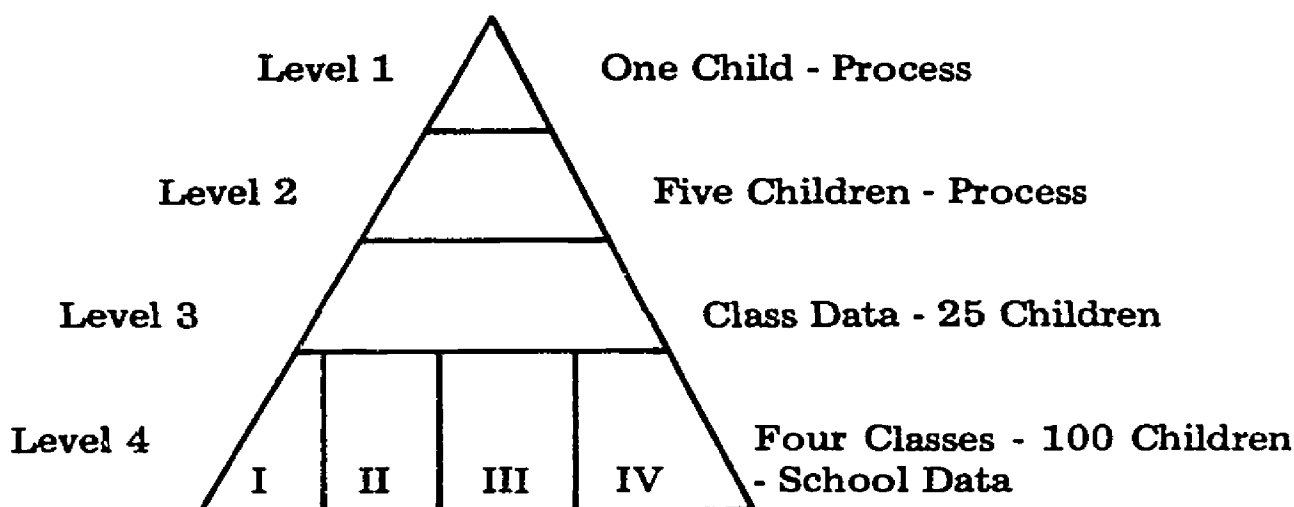 Level 1
One Child - Process
Level 2
Five Children - Process
Level 3
Class Data - 25 Children
Level 4
I
II
III
IV
Four Classes - 100 Children
- School Data